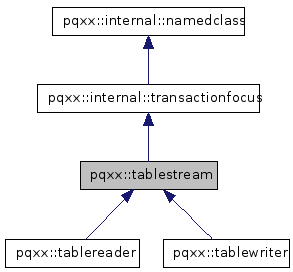 pqxx::internal::namedclass
pqxx::internal::transactionfocus
pqxx::tablestream
pqxx::tablereader
pqxx::tablewriter